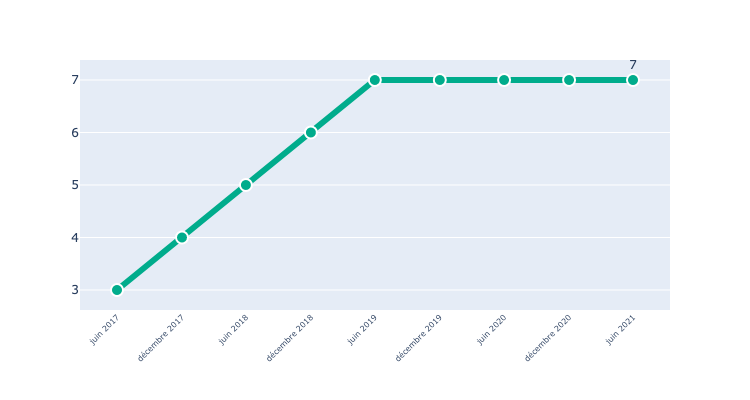 7
7
6
5
4
3
juin 2017
décembre 2017
juin 2018
décembre 2018
juin 2019
décembre 2019
juin 2020
décembre 2020
juin 2021